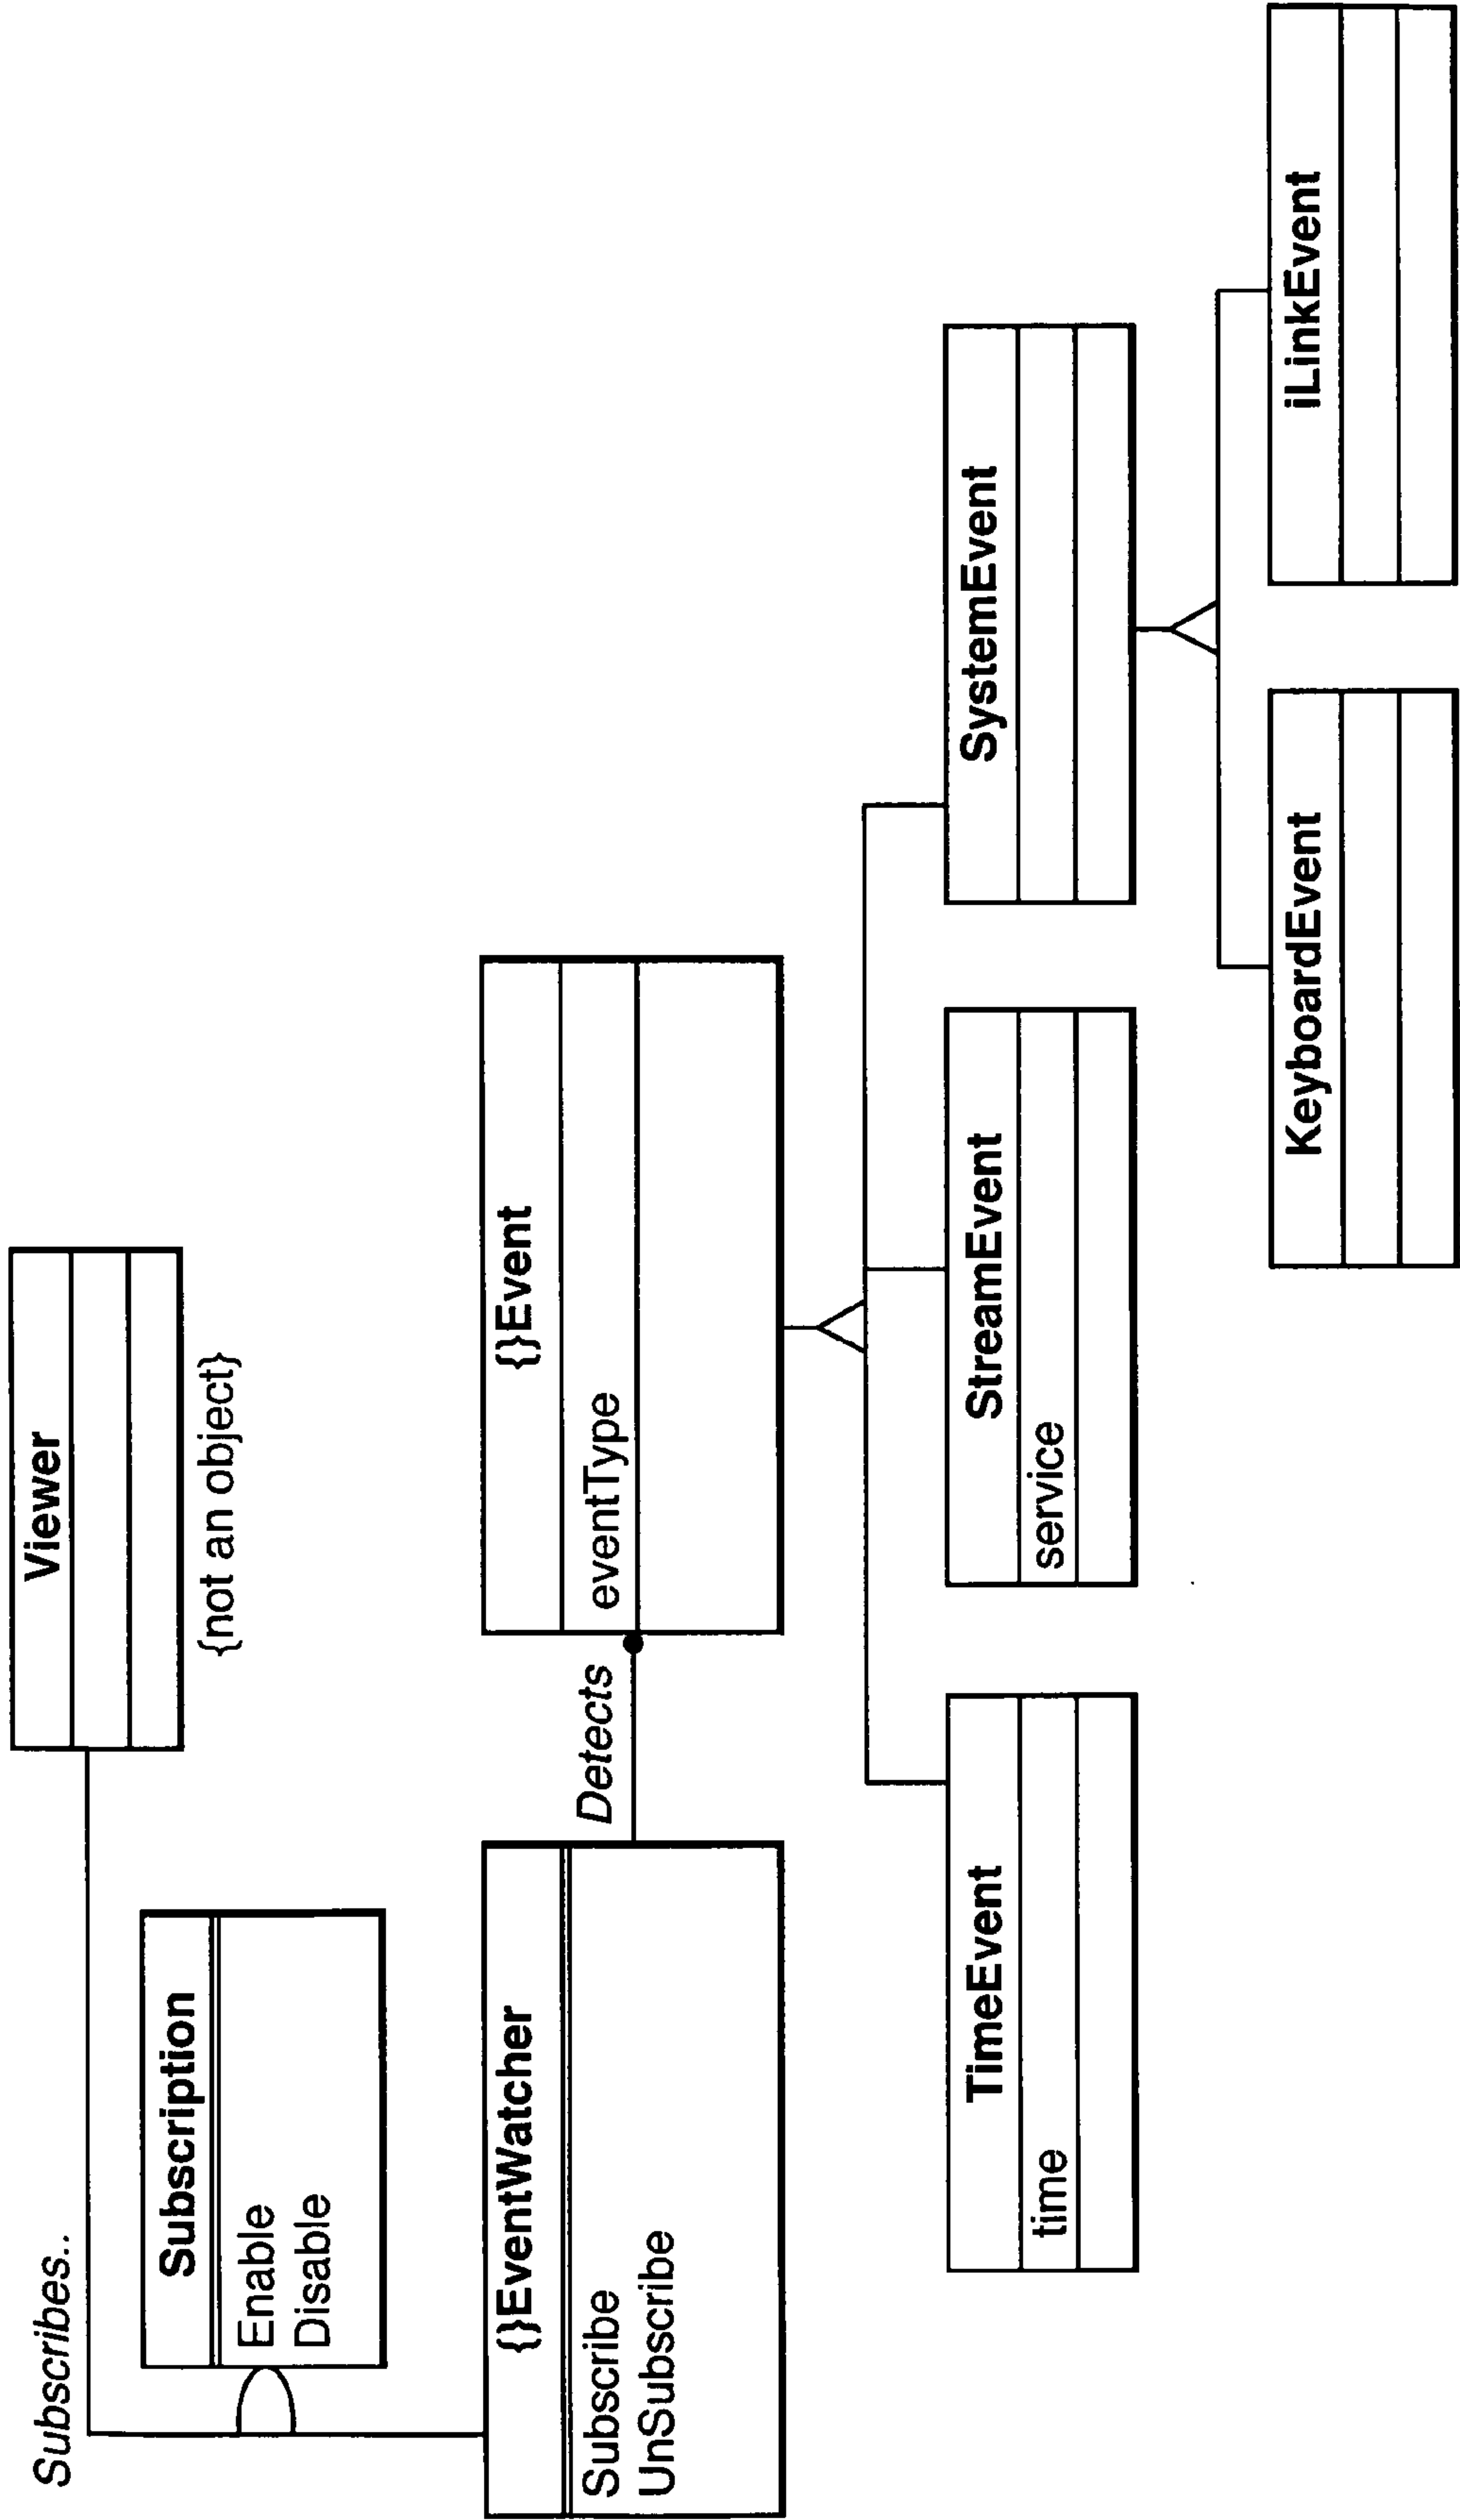 Subscribes..
Viewer
{not an object}
Subscription
Enable
Disable
{}EventWatcher
Subscribe
UnSubscribe
Detects
{}Event
eventType
TimeEvent
time
StreamEvent
service
SystemEvent
KeyboardEvent
iLinkEvent